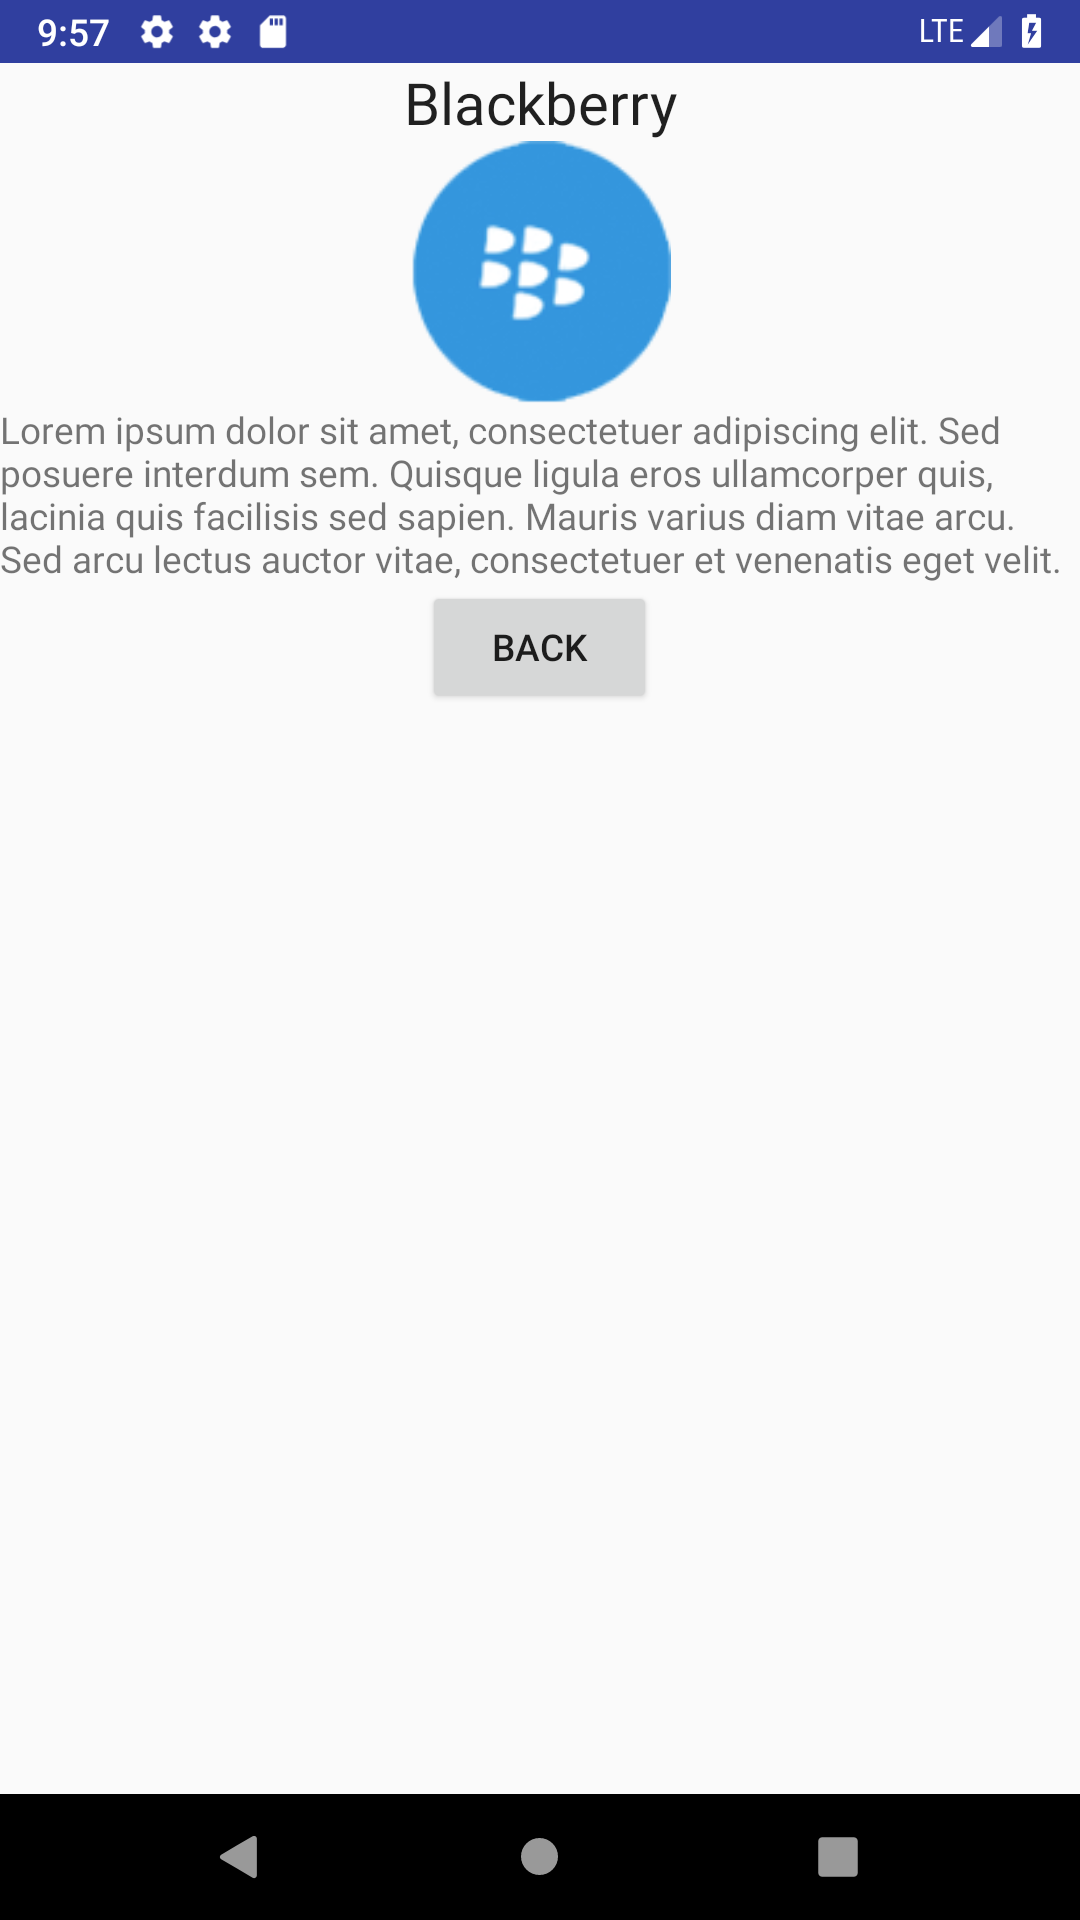 9:57 LTE
Blackberry
Lorem ipsum dolor sit amet, consectetuer adipiscing elit. Sed
posuere interdum sem. Quisque ligula eros ullamcorper quis,
lacinia quis facilisis sed sapien. Mauris varius diam vitae arcu.
Sed arcu lectus auctor vitae, consectetuer et venenatis eget velit.
BACK